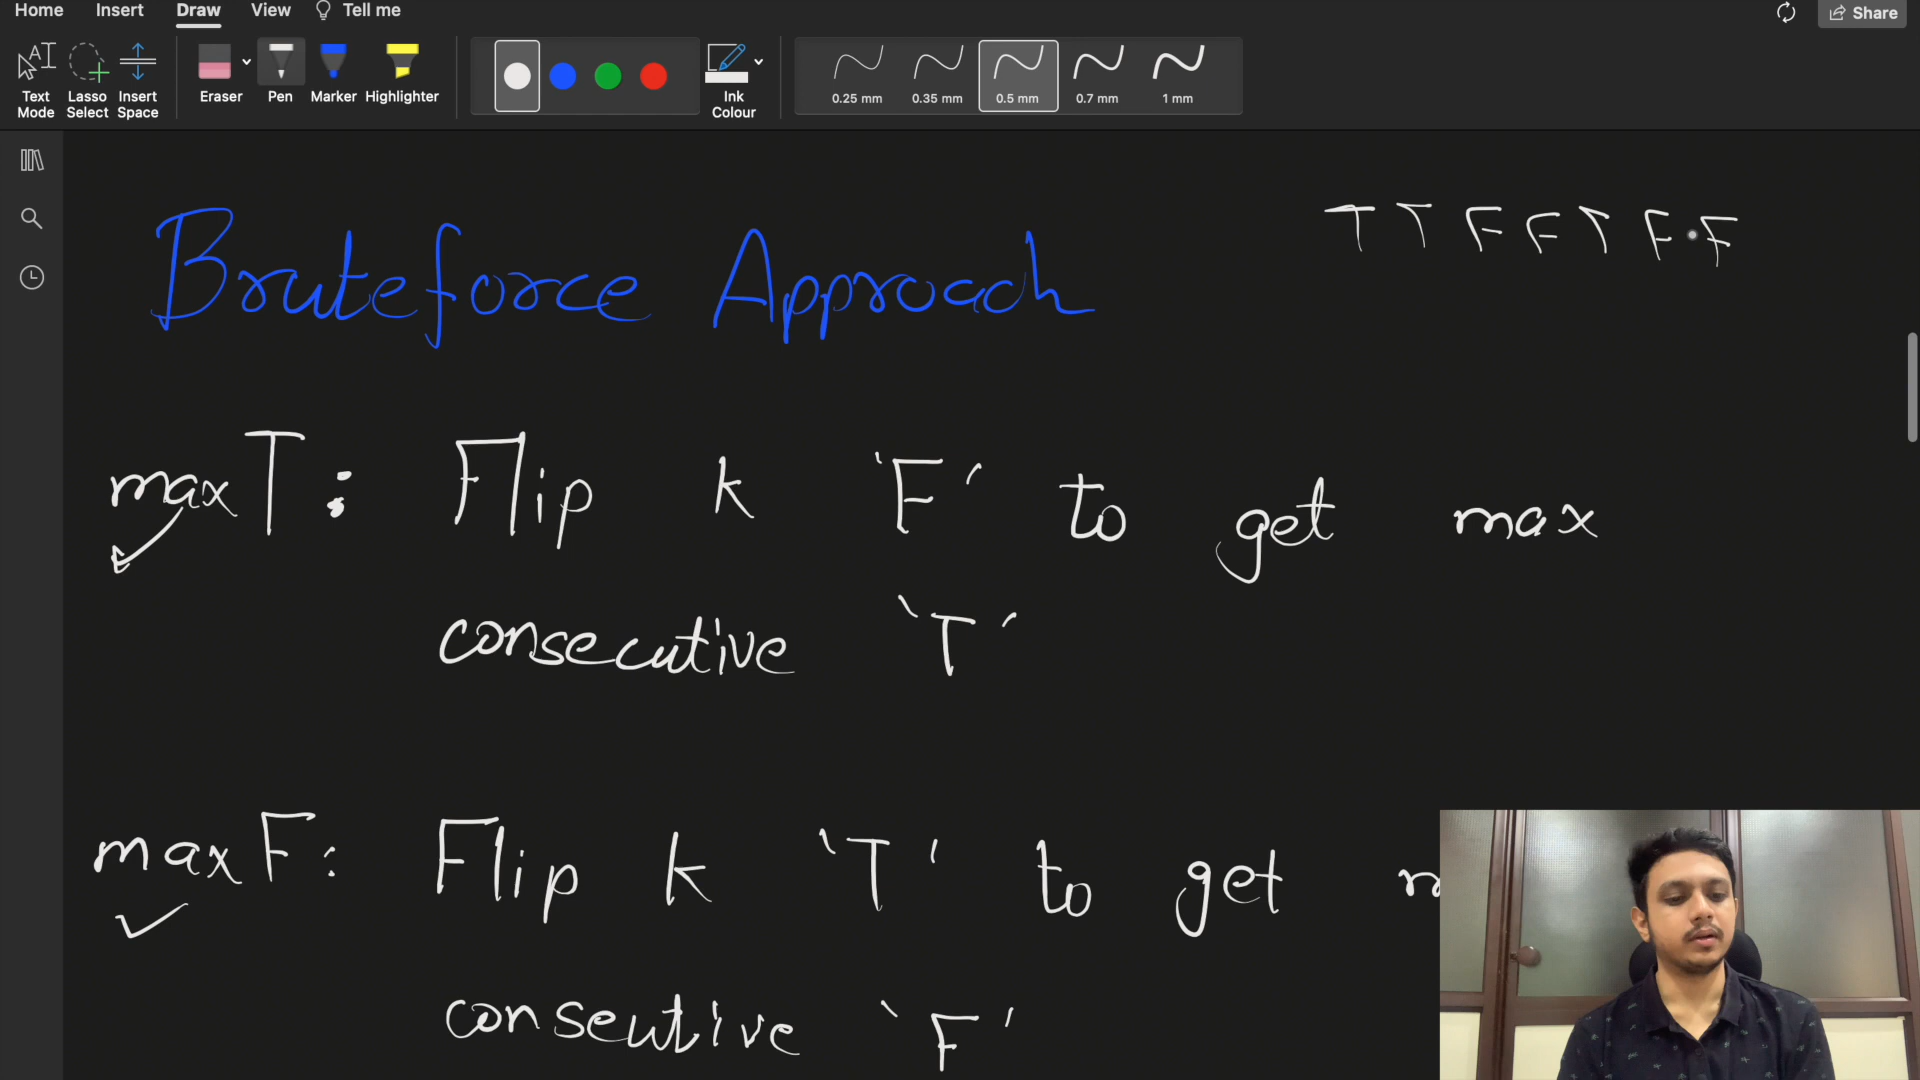 Home Insert Draw View Tell me Share
Text Mode Lasso Select Insert Space Eraser Pen Marker Highlighter Ink Colour 0.25 mm 0.35 mm 0.5 mm 0.7 mm 1 mm
T T F F T F F
Bruteforce Approach
maxT: Flip k 'F' to get max
consecutive 'T'
maxF: Flip k 'T' to get
conseutive 'F'